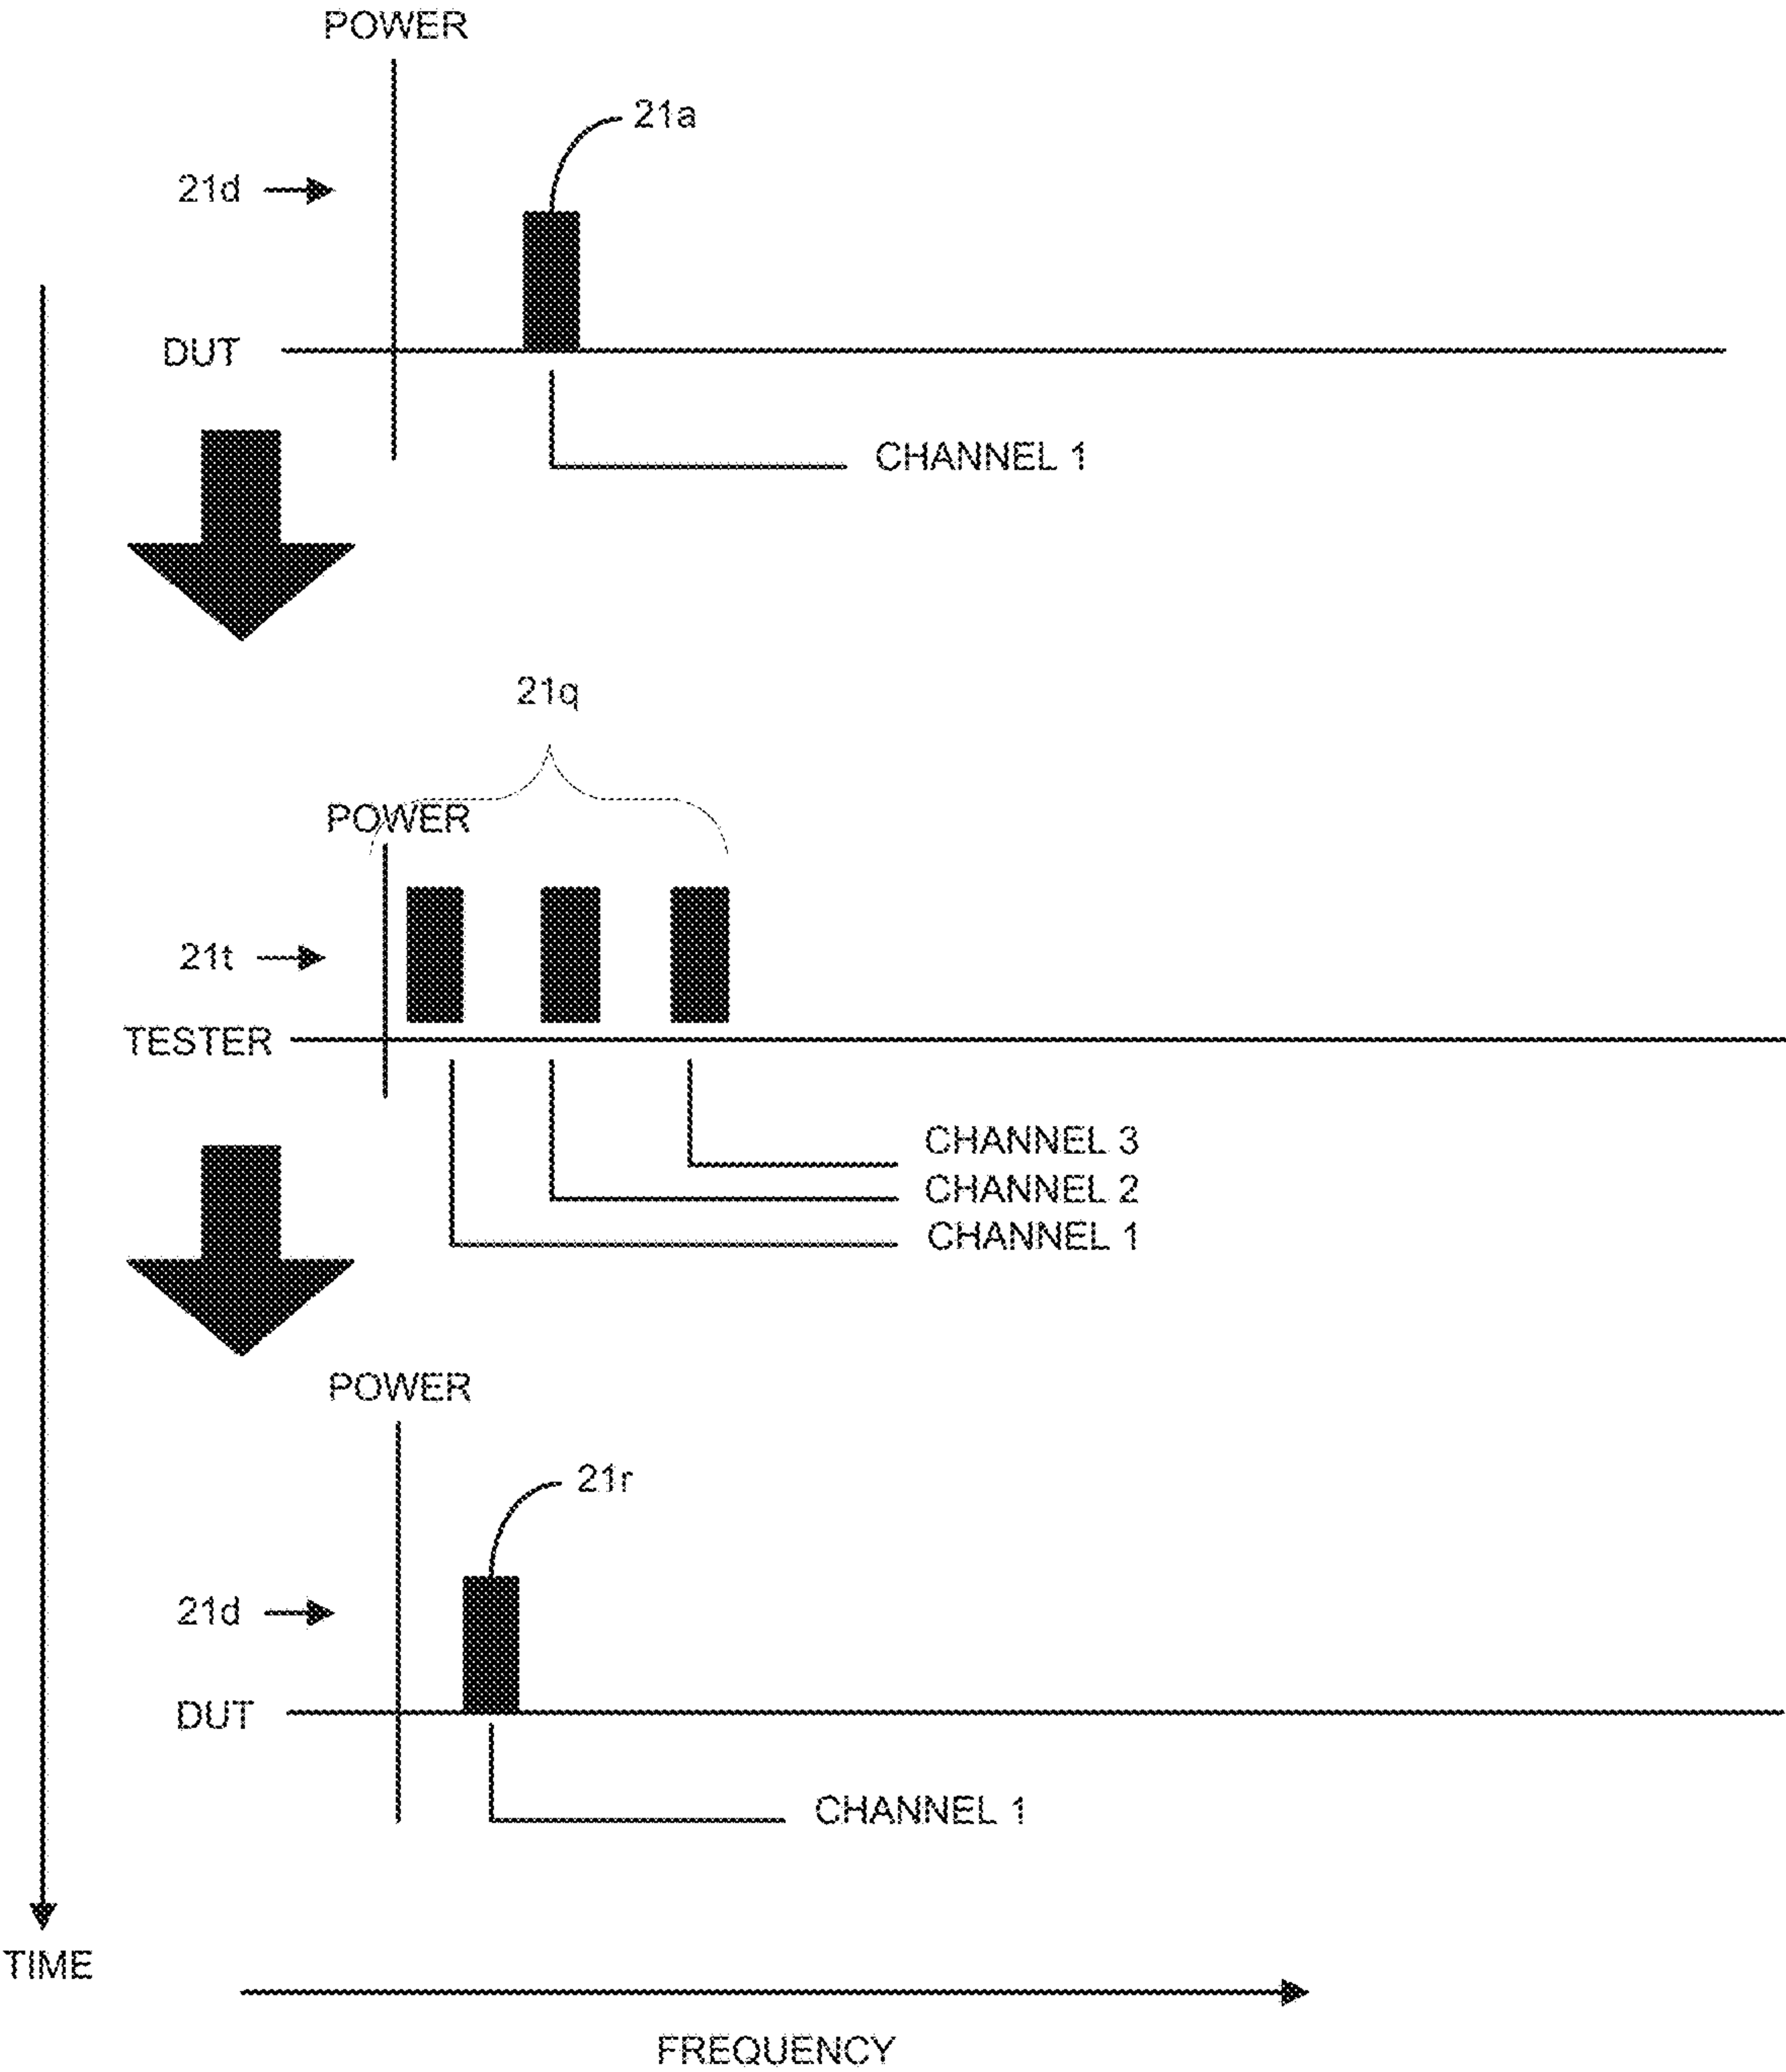 POWER
21a
21d
DUT
CHANNEL 1
21q
POWER
21t
TESTER
CHANNEL 3
CHANNEL 2
CHANNEL 1
POWER
21r
21d
DUT
CHANNEL 1
TIME
FREQUENCY